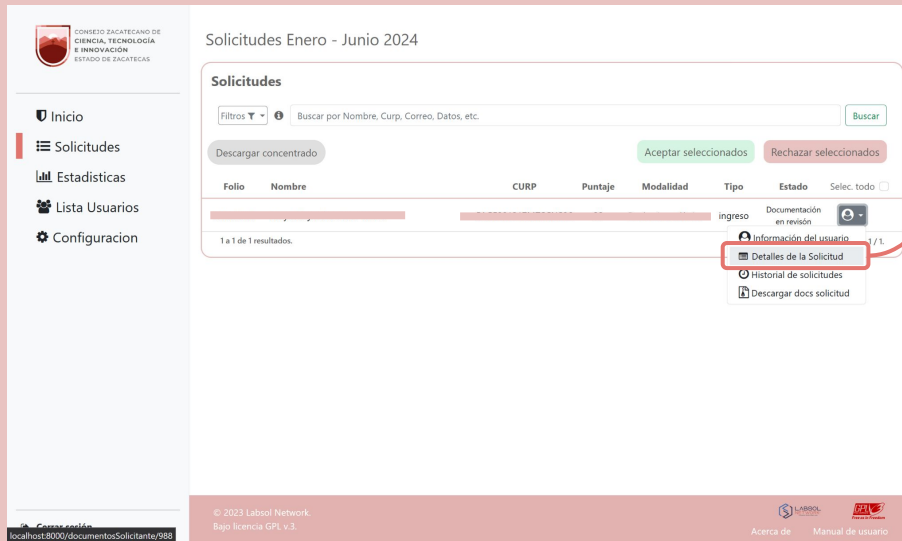 CONSEJO ZACATECANO DE
CIENCIA, TECNOLOGÍA
E INNOVACIÓN
ESTADO DE ZACATECAS
Inicio
Solicitudes
Estadisticas
Lista Usuarios
Configuracion
Cerrar sesión
localhost:8000/documentosSolicitante/988
Solicitudes Enero - Junio 2024
Solicitudes
Filtros
Buscar por Nombre, Curp, Correo, Datos, etc.
Buscar
Descargar concentrado
Aceptar seleccionados
Rechazar seleccionados
Folio Nombre CURP Puntaje Modalidad Tipo Estado Selec. todo
ingreso Documentación
en revisón
1 a 1 de 1 resultados.
1 / 1.
Información del usuario
Detalles de la Solicitud
Historial de solicitudes
Descargar docs solicitud
© 2023 Labsol Network.
Bajo licencia GPL v.3.
LABSOL
GPLv3
Acerca de Manual de usuario